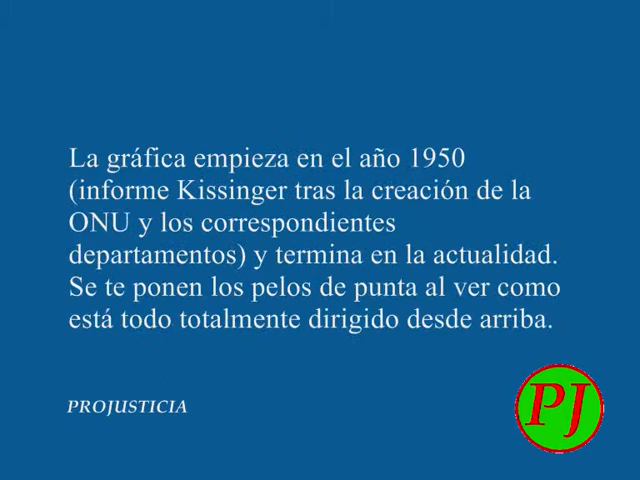 La gráfica empieza en el año 1950
(informe Kissinger tras la creación de la
ONU y los correspondientes
departamentos) y termina en la actualidad.
Se te ponen los pelos de punta al ver como
está todo totalmente dirigido desde arriba.
PROJUSTICIA
PJ